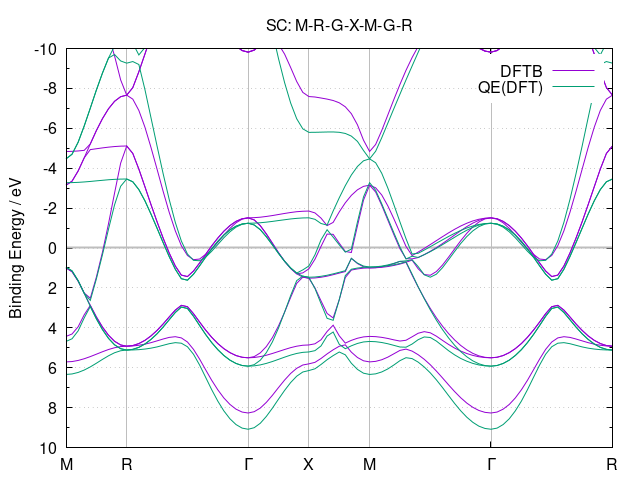 SC: M-R-G-X-M-G-R
DFTB
QE(DFT)
Binding Energy / eV
-10
-8
-6
-4
-2
0
2
4
6
8
10
M R Γ X M Γ R